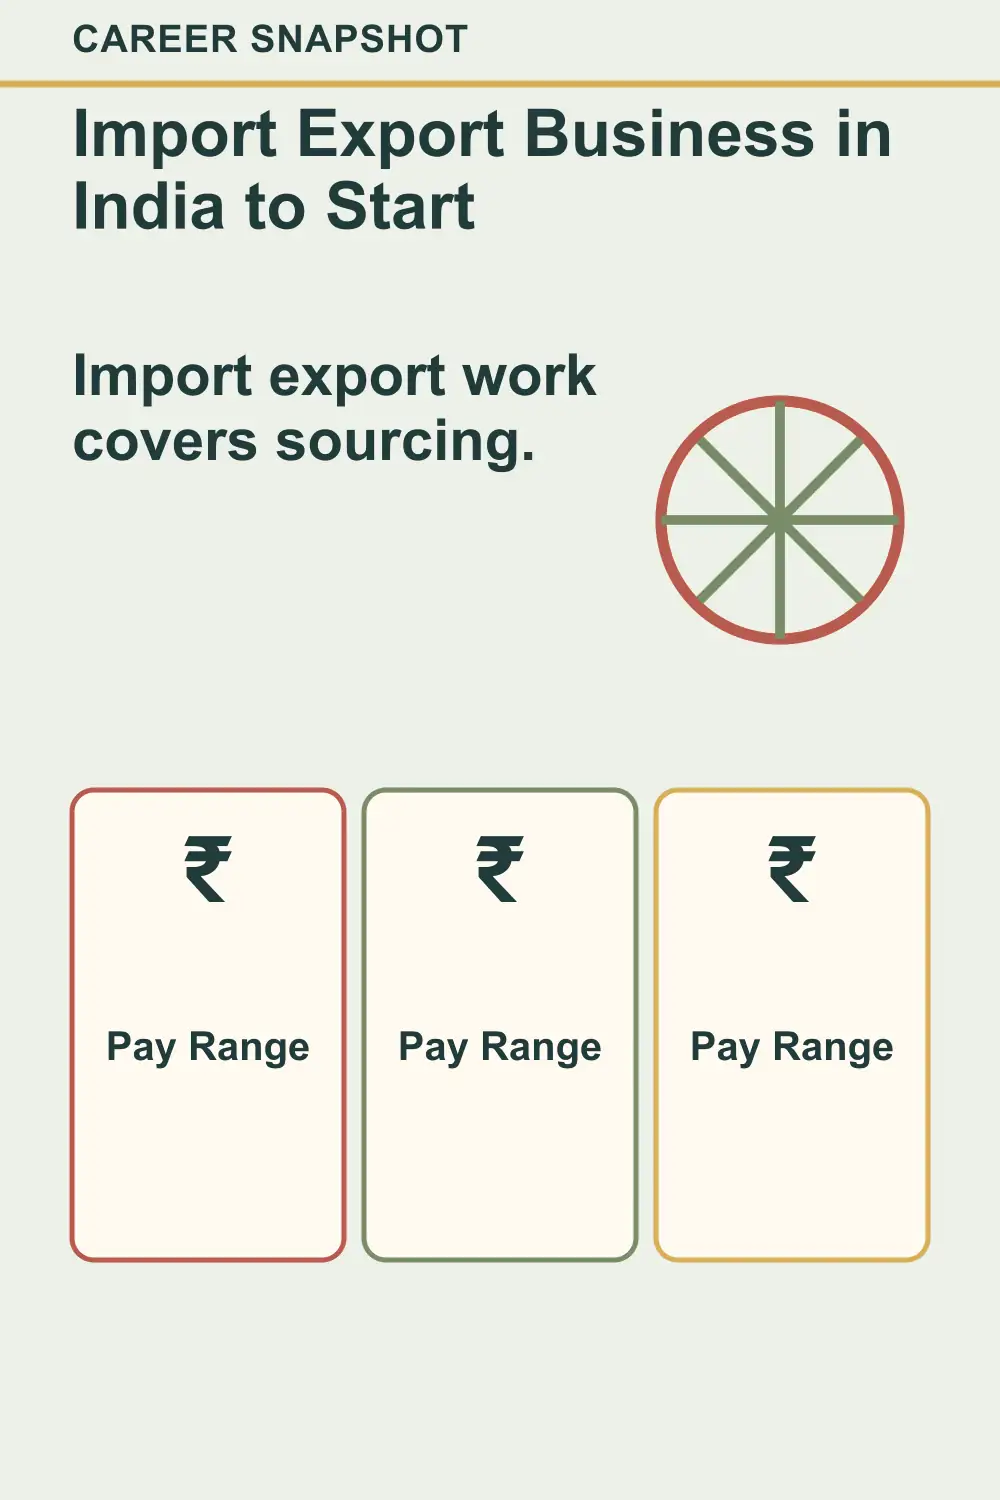 CAREER SNAPSHOT
Import Export Business in
India to Start
Import export work
covers sourcing.
₹ ₹ ₹
Pay Range Pay Range Pay Range